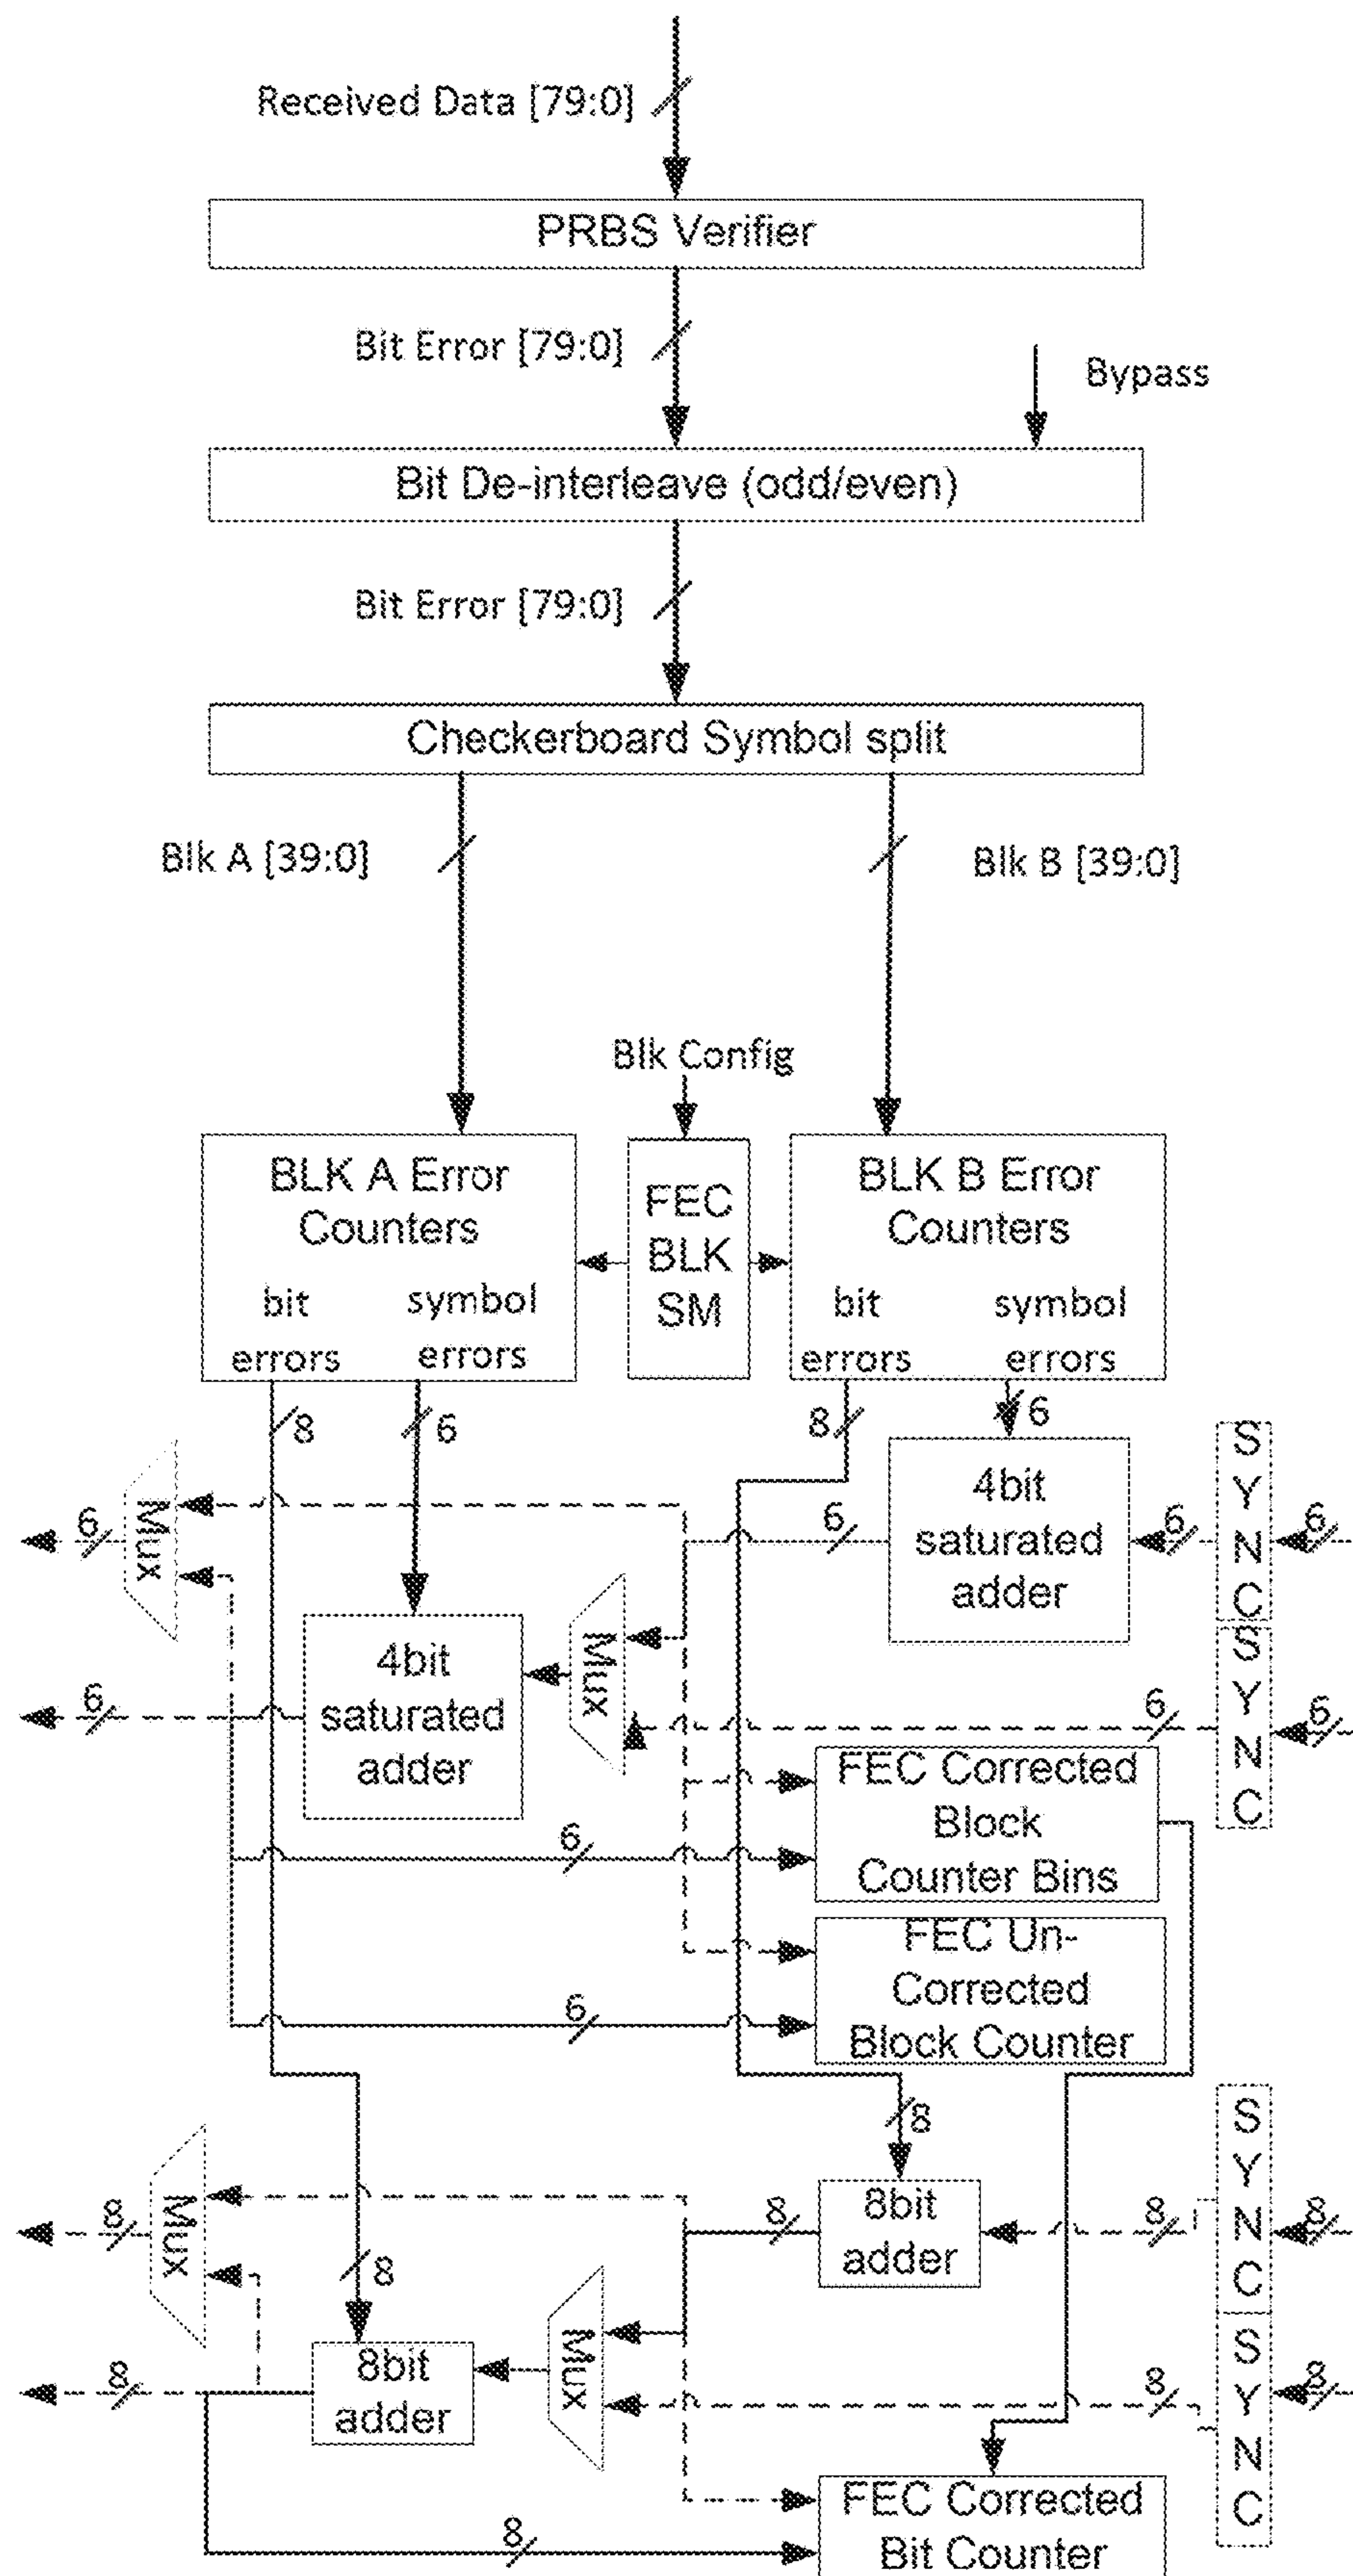 Received Data [79:0]
PRBS Verifier
Bit Error [79:0]
Bypass
Bit De-interleave (odd/even)
Bit Error [79:0]
Checkerboard Symbol split
Blk A [39:0]
Blk B [39:0]
Blk Config
BLK A Error
Counters
bit
errors
symbol
errors
FEC
BLK
SM
BLK B Error
Counters
bit
errors
symbol
errors
8
6
8
6
4bit
saturated
adder
S
Y
N
C
6
Mux
6
6
6
4bit
saturated
adder
Mux
S
Y
N
C
6
6
6
FEC Corrected
Block
Counter Bins
6
FEC Un-
Corrected
Block Counter
6
8
S
Y
N
C
Mux
8
8
8bit
adder
8
8
8
8bit
adder
Mux
S
Y
N
C
8
8
8
FEC Corrected
Bit Counter
8